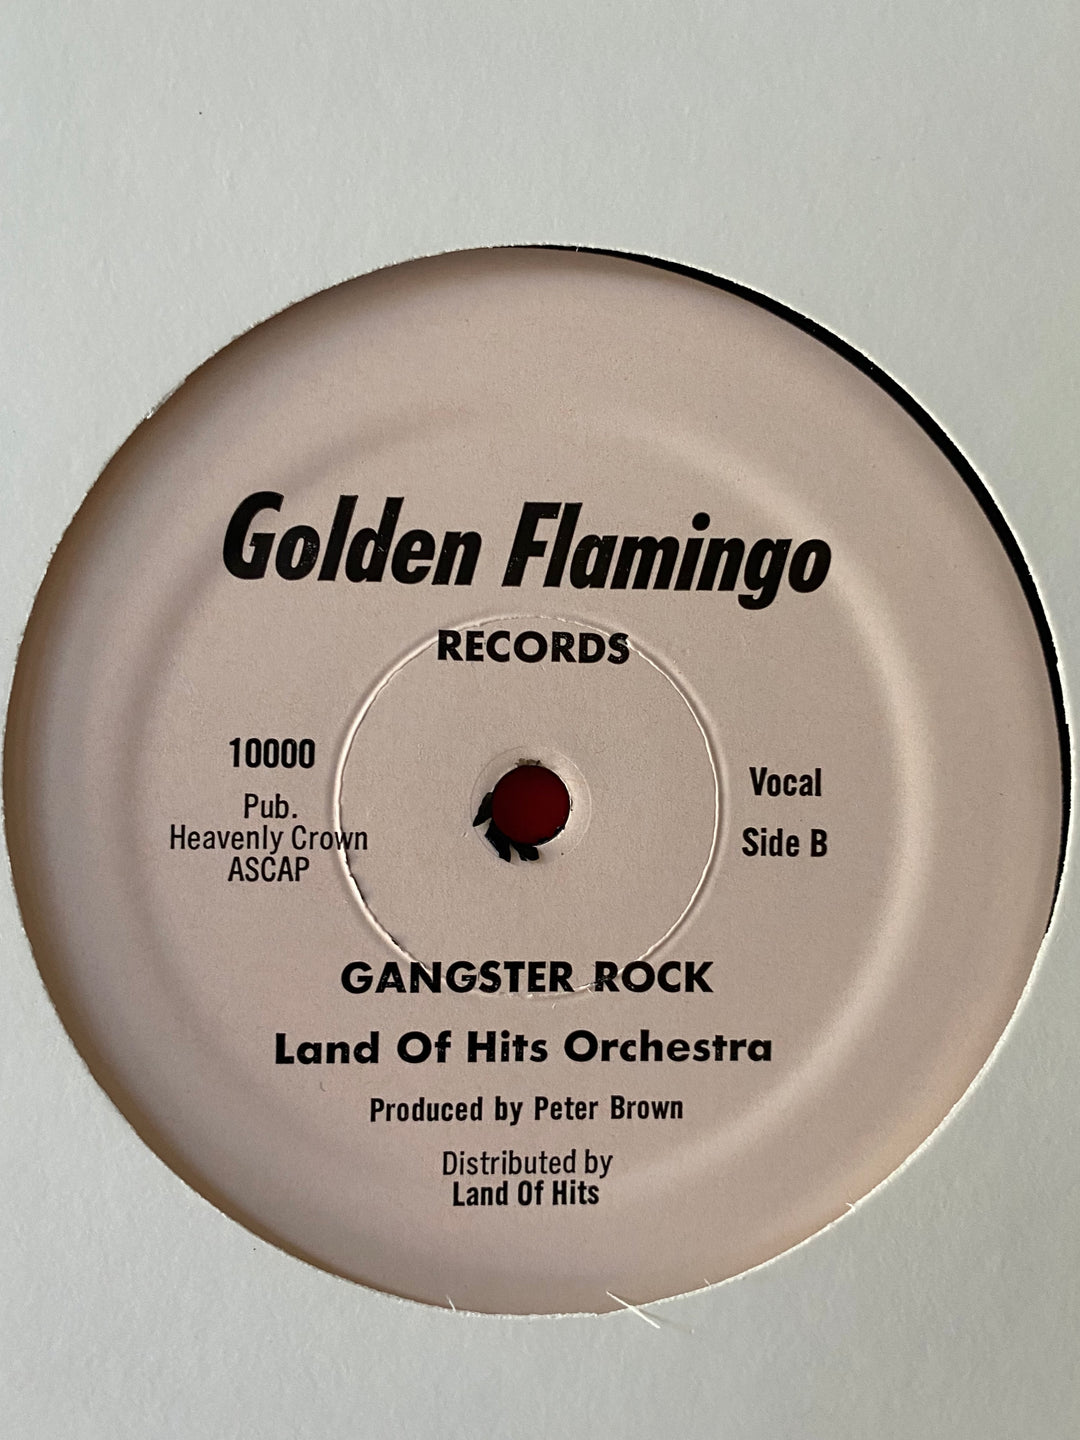 Golden Flamingo
RECORDS
10000
Pub.
Heavenly Crown
ASCAP
Vocal
Side B
GANGSTER ROCK
Land Of Hits Orchestra
Produced by Peter Brown
Distributed by
Land Of Hits